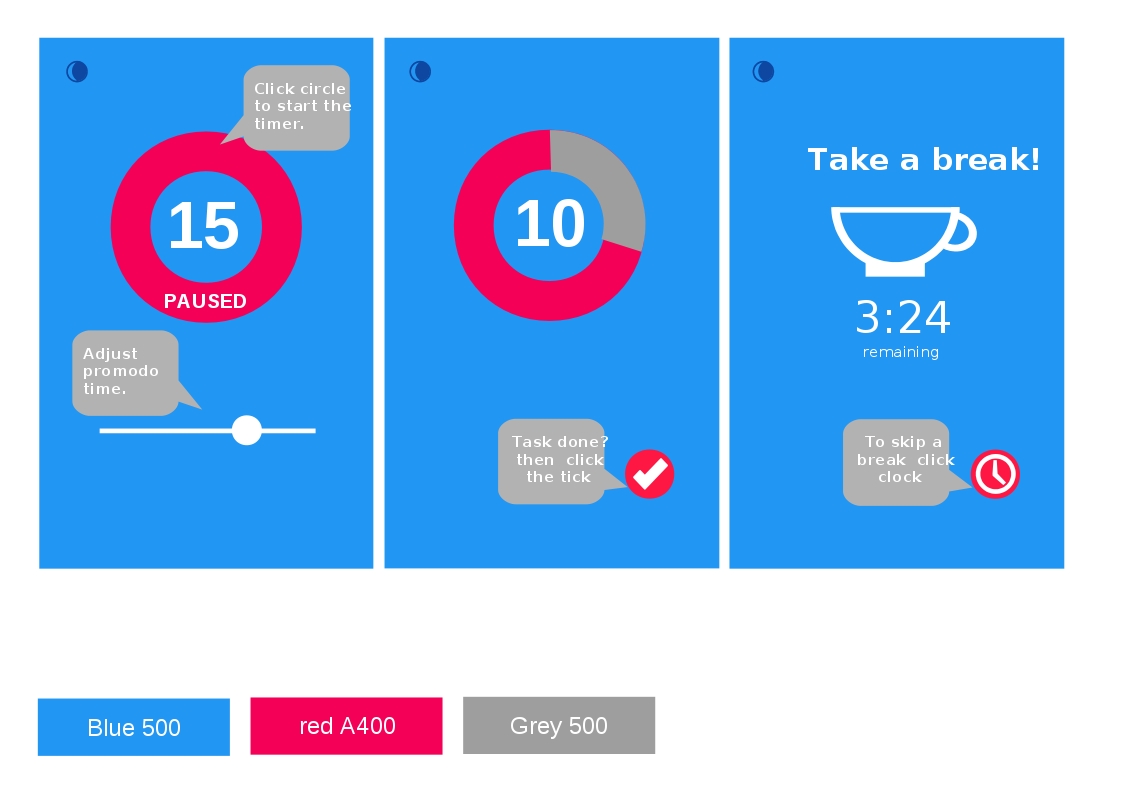 Click circle
to start the
timer.
15
PAUSED
Adjust
promodo
time.
10
Task done?
then click
the tick
Take a break!
3:24
remaining
To skip a
break click
clock
Blue 500
red A400
Grey 500